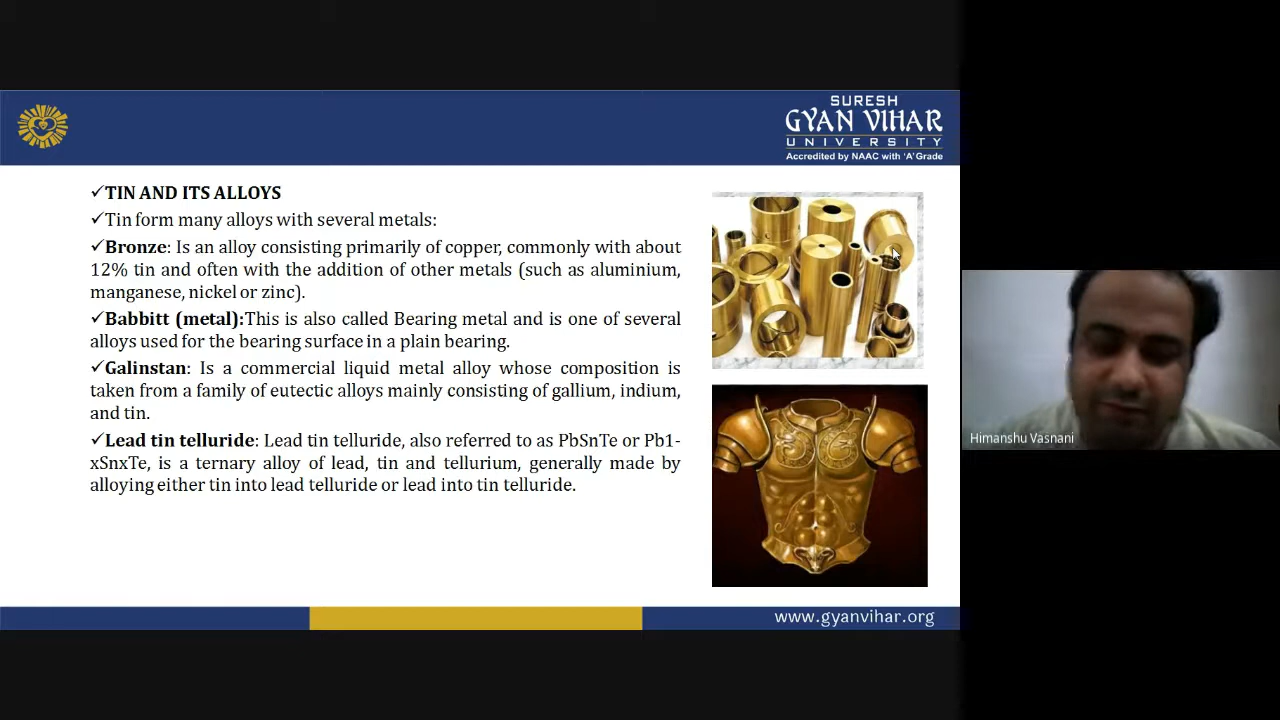 SURESH
GYAN VIHAR
UNIVERSITY
Accredited by NAAC with 'A' Grade
✓TIN AND ITS ALLOYS
✓Tin form many alloys with several metals:
✓Bronze: Is an alloy consisting primarily of copper, commonly with about
12% tin and often with the addition of other metals (such as aluminium,
manganese, nickel or zinc).
✓Babbitt (metal):This is also called Bearing metal and is one of several
alloys used for the bearing surface in a plain bearing.
✓Galinstan: Is a commercial liquid metal alloy whose composition is
taken from a family of eutectic alloys mainly consisting of gallium, indium,
and tin.
✓Lead tin telluride: Lead tin telluride, also referred to as PbSnTe or Pb1-
xSnxTe, is a ternary alloy of lead, tin and tellurium, generally made by
alloying either tin into lead telluride or lead into tin telluride.
www.gyanvihar.org
Himanshu Vasnani